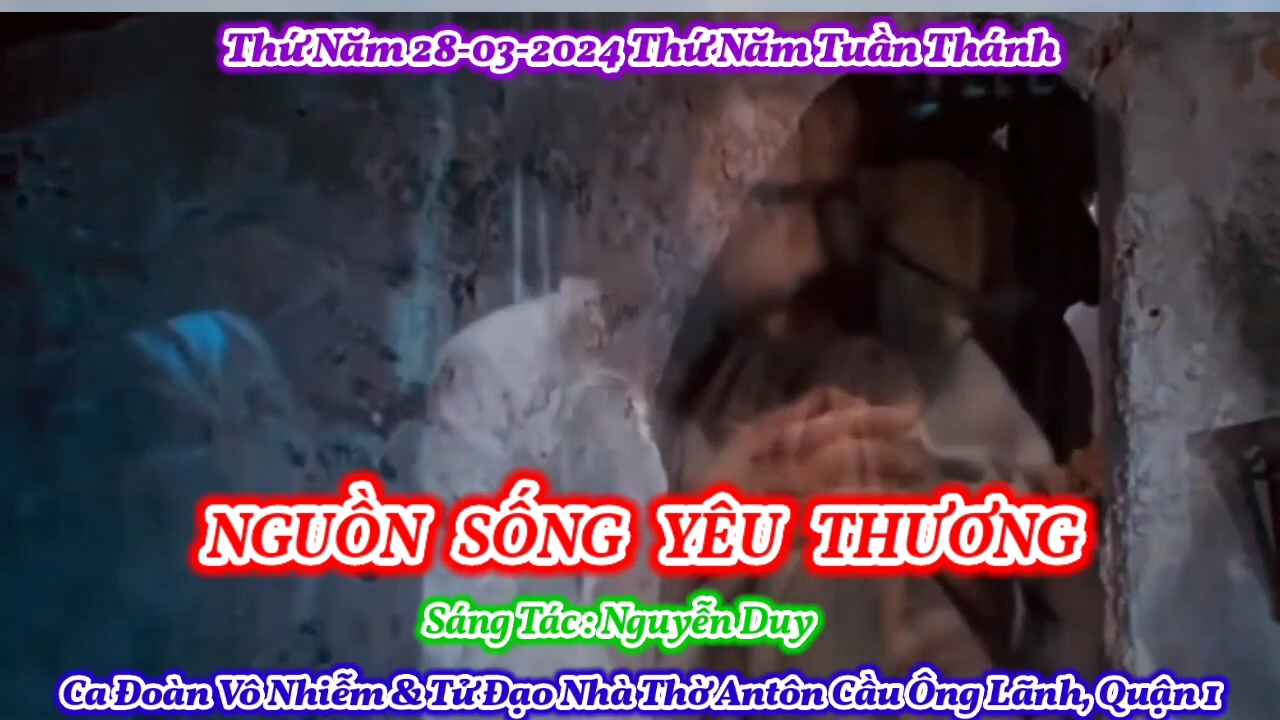 Thứ Năm 28-03-2024 Thứ Năm Tuần Thánh
NGUỒN SỐNG YÊU THƯƠNG
Sáng Tác : Nguyễn Duy
Ca Đoàn Vô Nhiễm & Tử Đạo Nhà Thờ Antôn Cầu Ông Lãnh, Quận 1